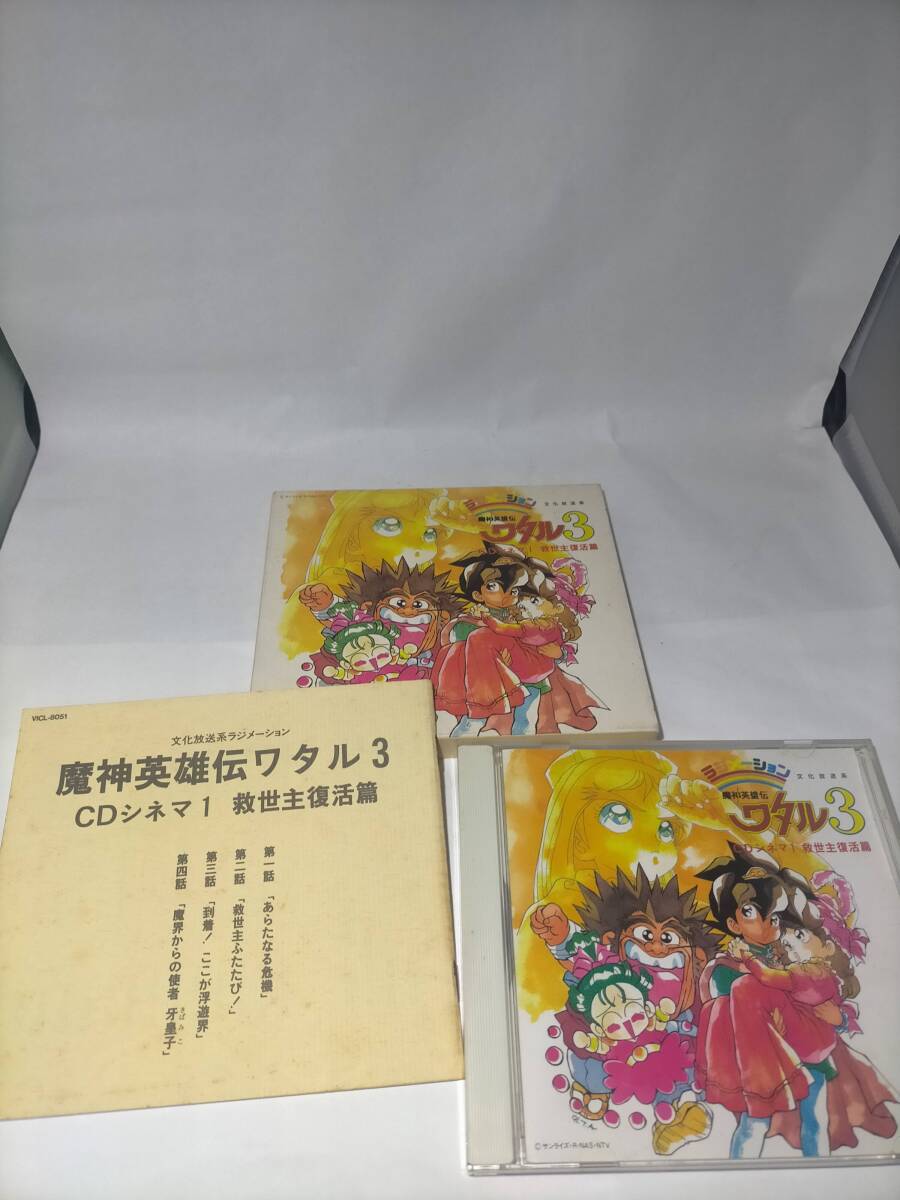 ション
文化放送系
魔神英雄伝
ワタル3
救世主復活篇
VICL-8051
文化放送系ラジメーション
魔神英雄伝ワタル3
CDシネマ1 救世主復活篇
第一話「あらたなる危機」
第二話「救世主ふたたび!」
第三話「到着! ここが浮遊界」
第四話「魔界からの使者 牙皇子」
きばみこ
ラジメーション
文化放送系
魔神英雄伝
ワタル3
CDシネマ1 救世主復活篇
©サンライズ・R・NAS・NTV